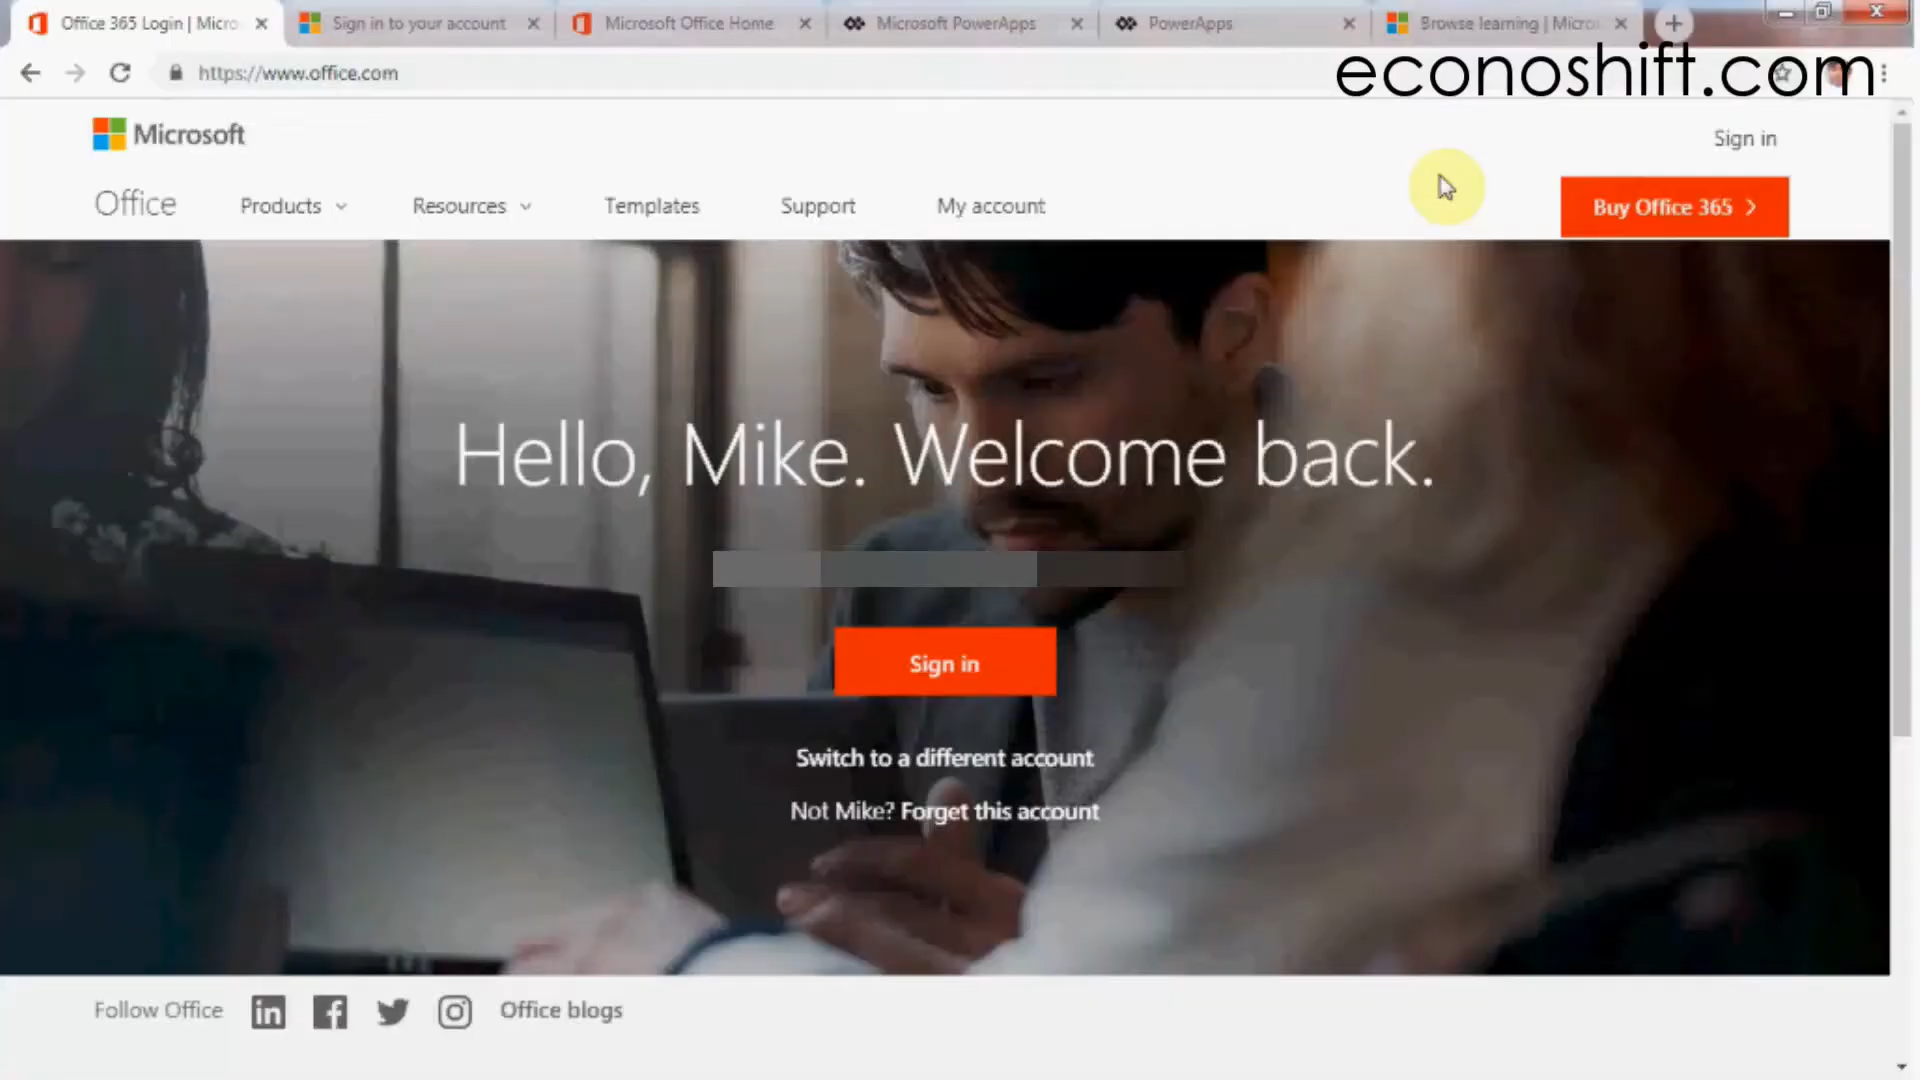 Office 365 Login | Micro
Sign in to your account
Microsoft Office Home
Microsoft PowerApps
PowerApps
Browse learning | Micro
https://www.office.com
econoshift.com
Microsoft
Sign in
Office
Products
Resources
Templates
Support
My account
Buy Office 365
Hello, Mike. Welcome back.
Sign in
Switch to a different account
Not Mike? Forget this account
Follow Office
Office blogs